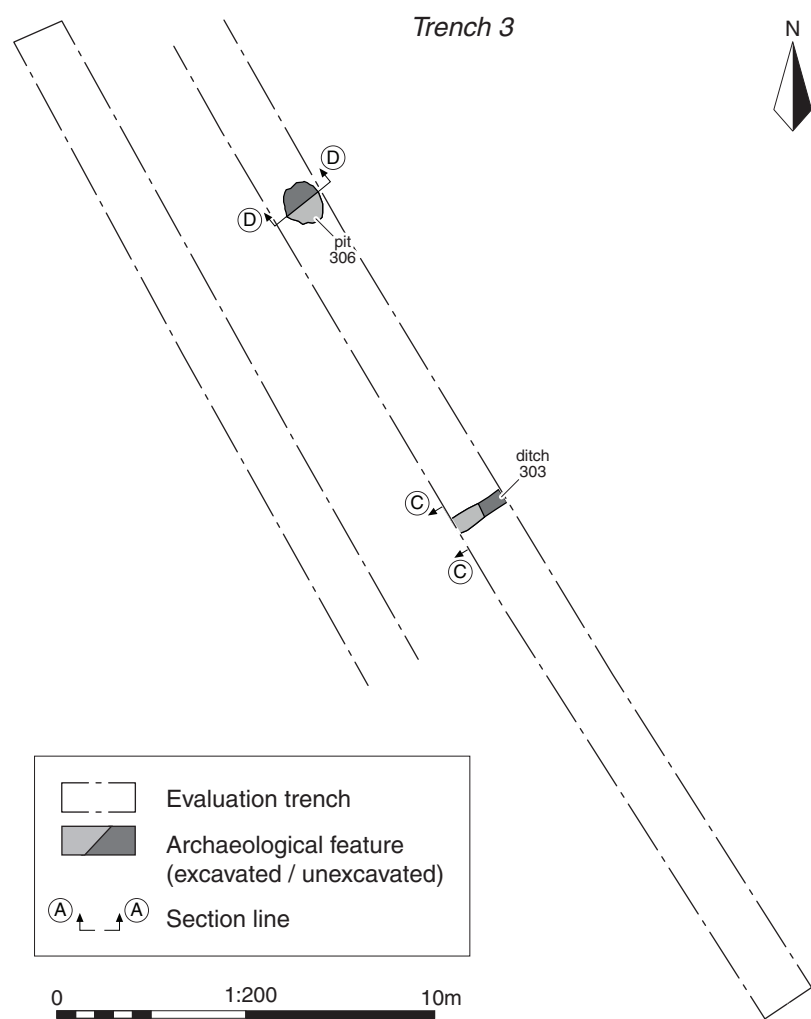 Trench 3
N
D
D
pit
306
ditch
303
C
C
Evaluation trench
Archaeological feature
(excavated / unexcavated)
A A
Section line
0 1:200 10m